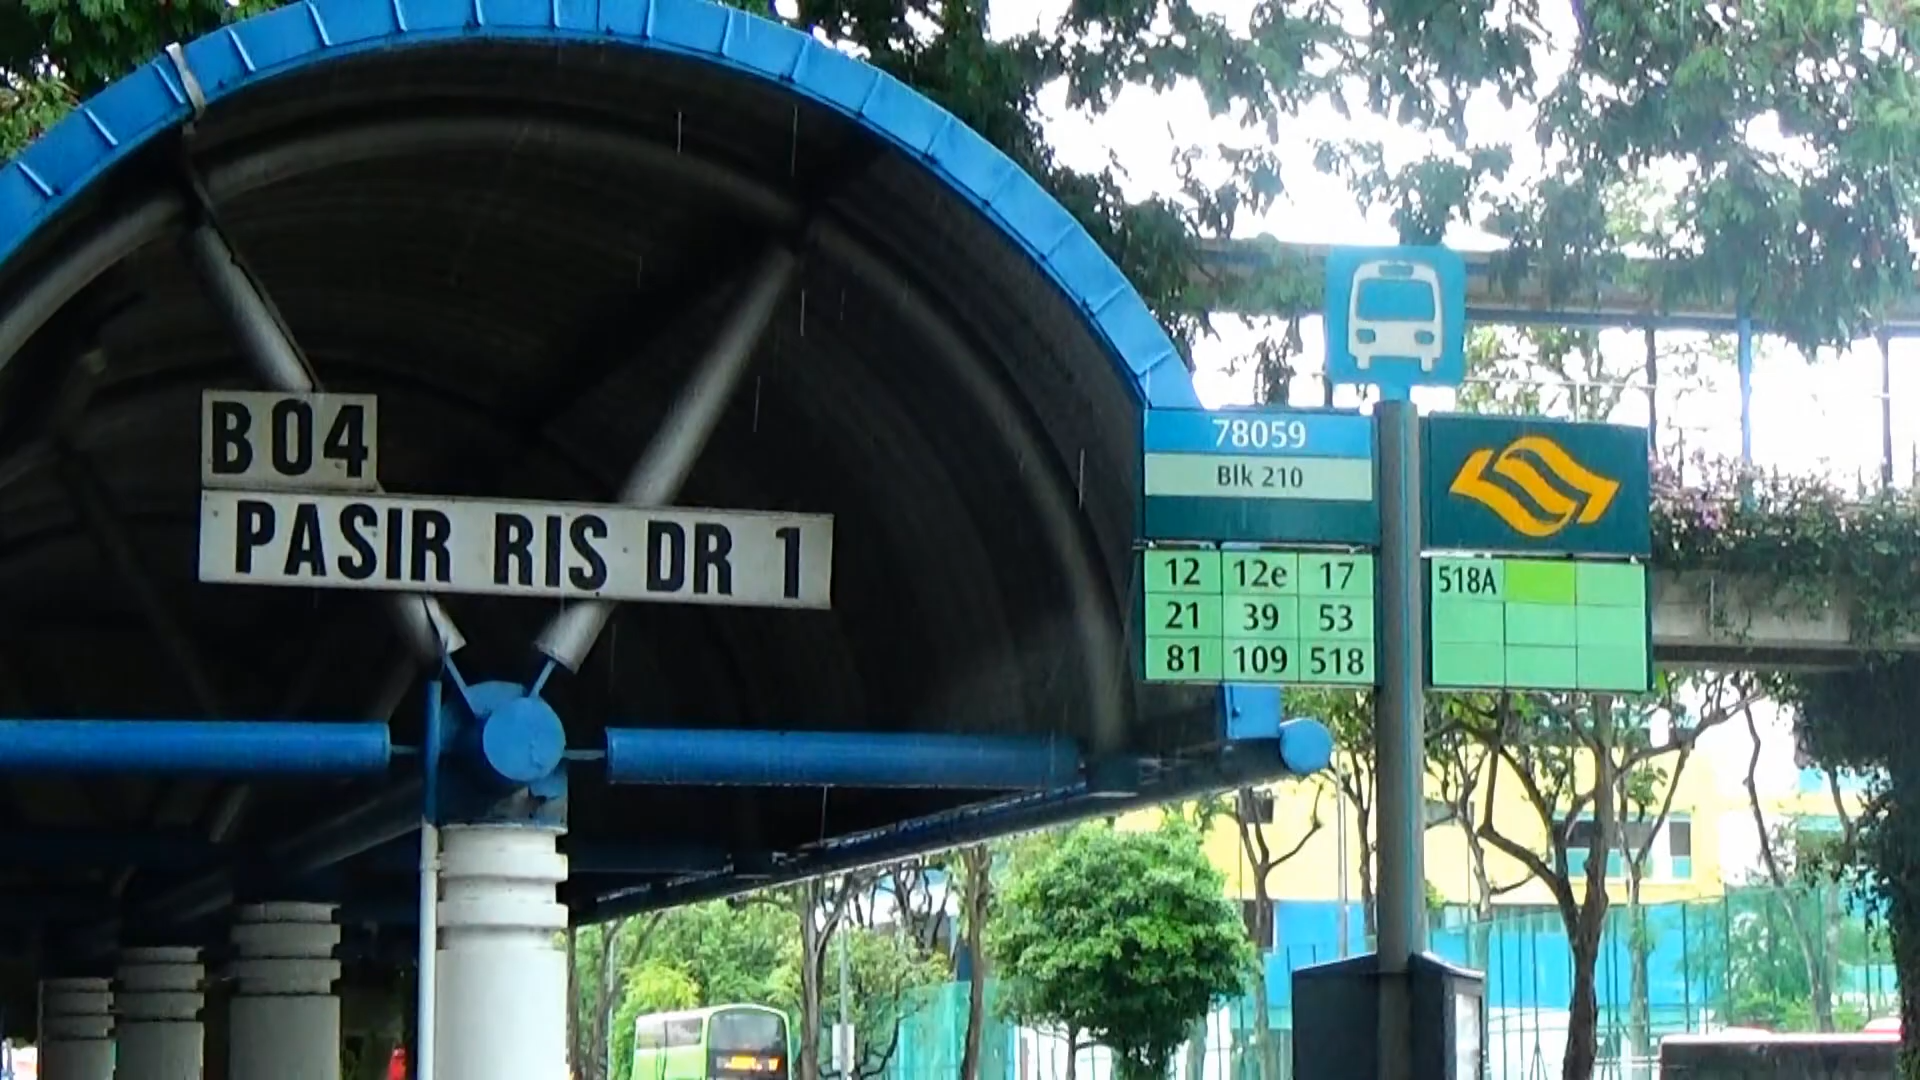 B04
PASIR RIS DR 1
78059
Blk 210
12 12e 17
21 39 53
81 109 518
518A